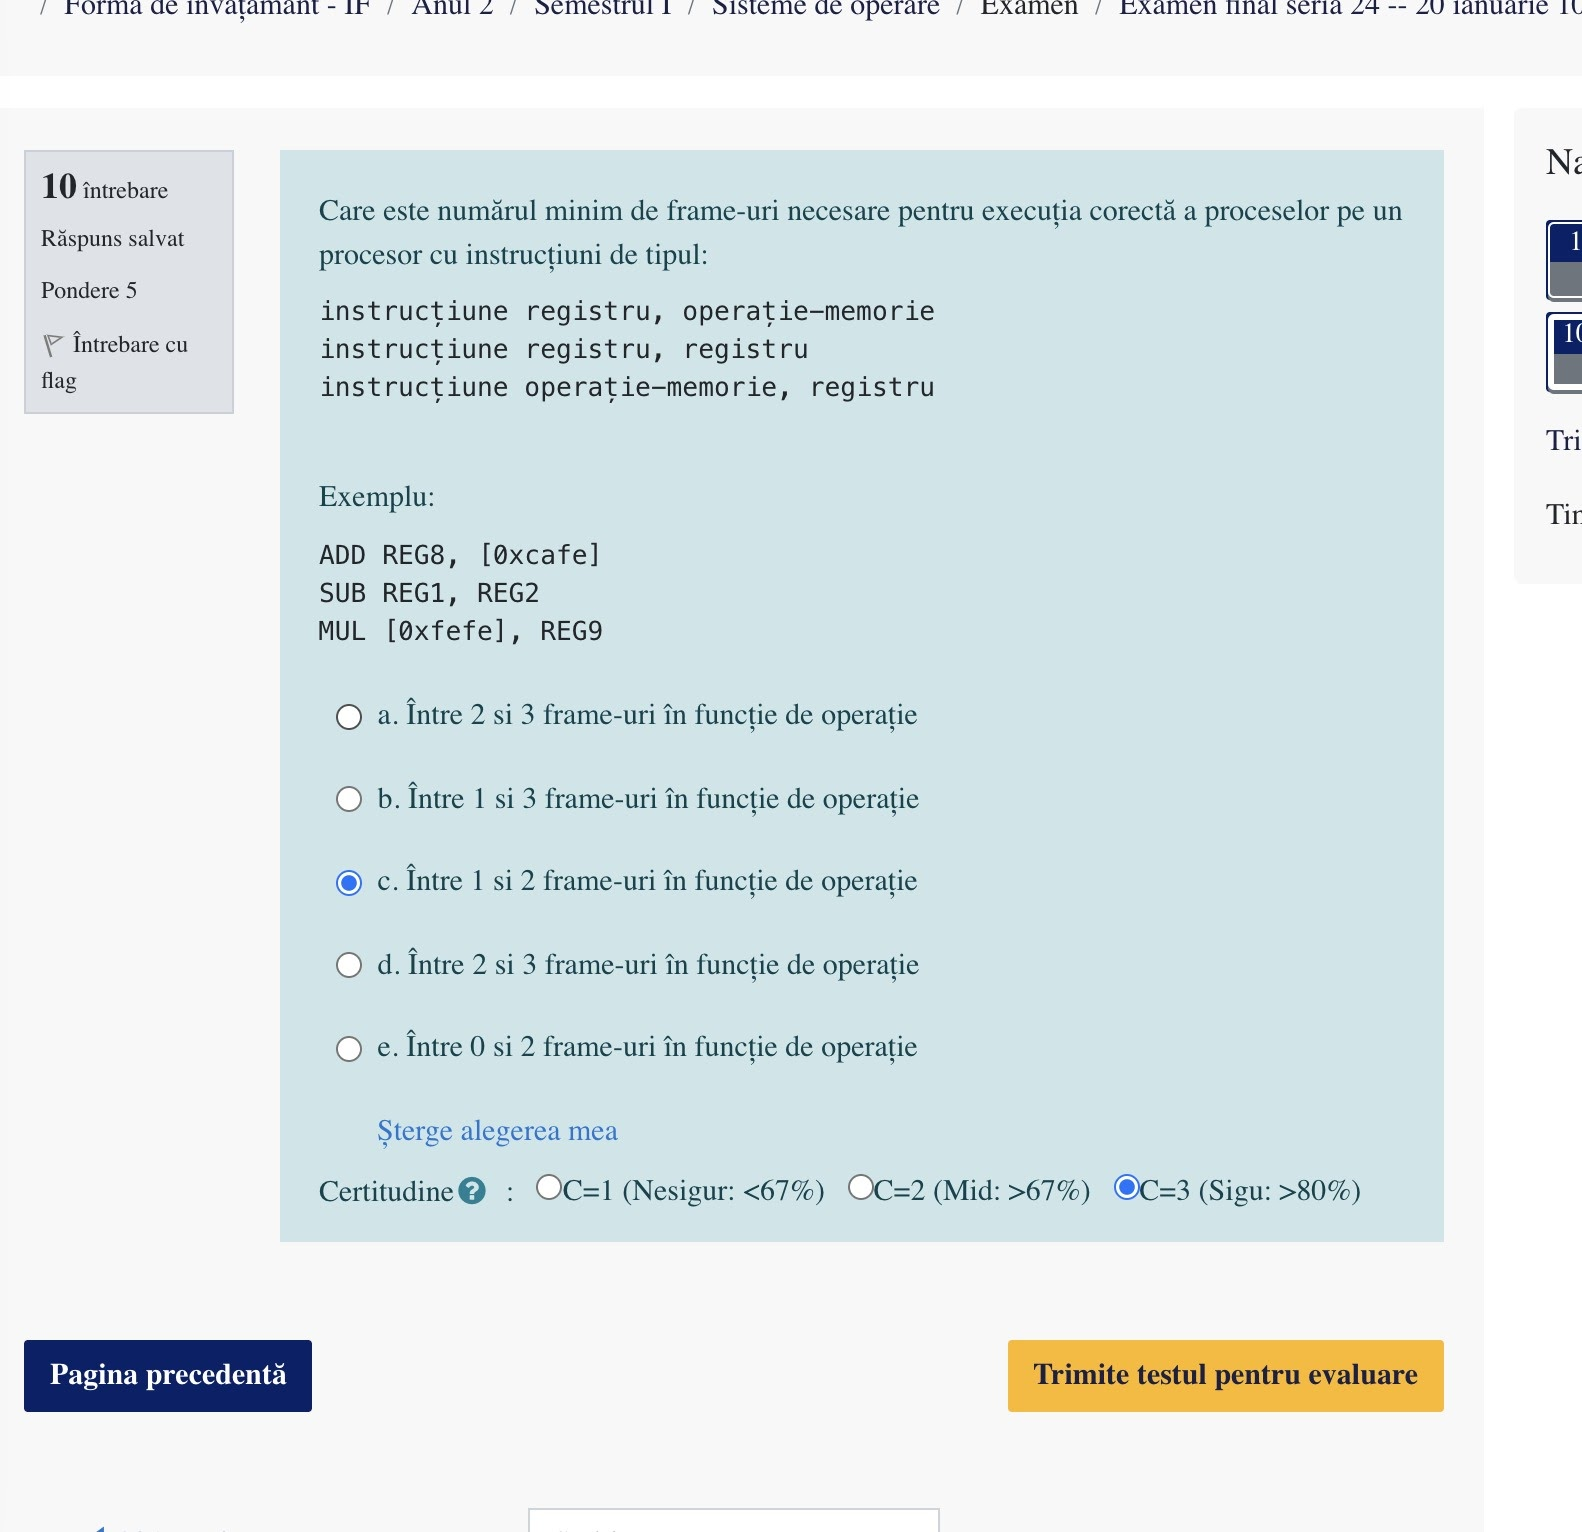 / Forma de învățământ - IF / Anul 2 / Semestrul I / Sisteme de operare / Examen / Examen final seria 24 -- 20 ianuarie 10
10 întrebare
Răspuns salvat
Pondere 5
Întrebare cu
flag
Care este numărul minim de frame-uri necesare pentru execuția corectă a proceselor pe un
procesor cu instrucțiuni de tipul:
instrucțiune registru, operație-memorie
instrucțiune registru, registru
instrucțiune operație-memorie, registru
Exemplu:
ADD REG8, [0xcafe]
SUB REG1, REG2
MUL [0xfefe], REG9
a. Între 2 si 3 frame-uri în funcție de operație
b. Între 1 si 3 frame-uri în funcție de operație
c. Între 1 si 2 frame-uri în funcție de operație
d. Între 2 si 3 frame-uri în funcție de operație
e. Între 0 si 2 frame-uri în funcție de operație
Șterge alegerea mea
Certitudine ? : C=1 (Nesigur: <67%) C=2 (Mid: >67%) C=3 (Sigu: >80%)
Pagina precedentă
Trimite testul pentru evaluare
Na
1
10
Tri